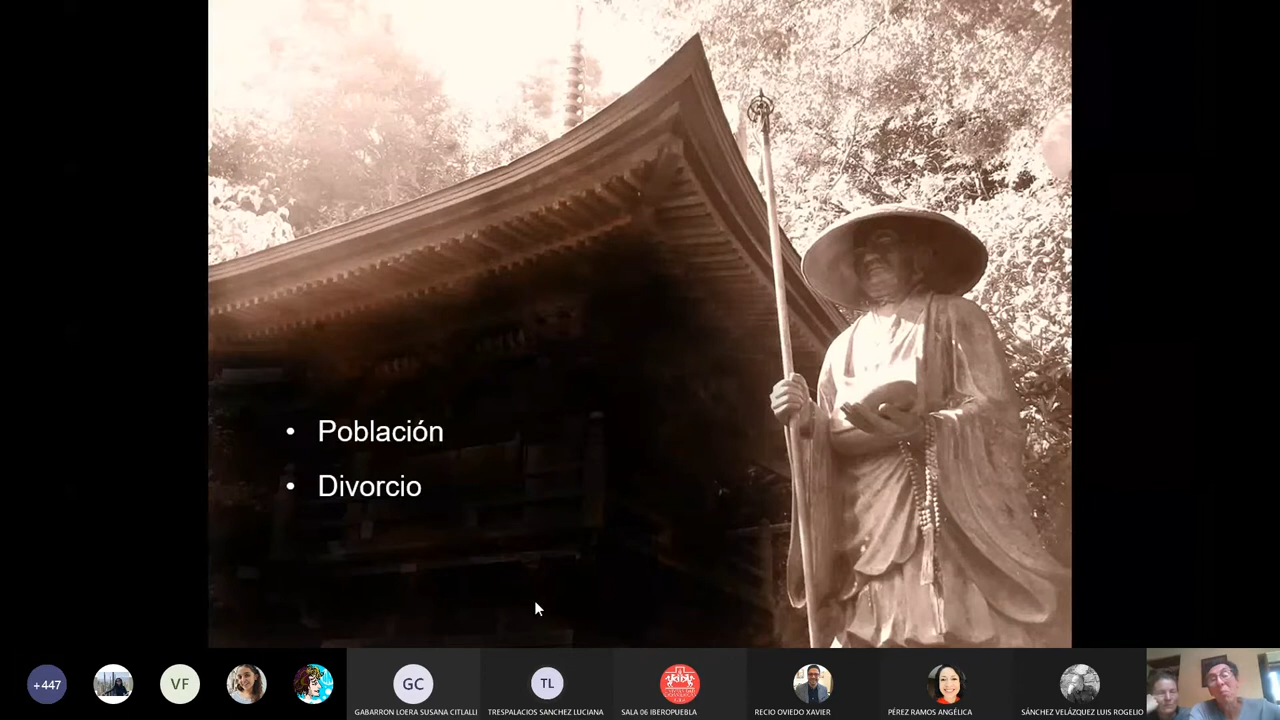 • Población
• Divorcio
+447
VF
GC
TL
GABARRON LOERA SUSANA CITLALLI
TRESPALACIOS SANCHEZ LUCIANA
SALA 06 IBEROPUEBLA
RECIO OVIEDO XAVIER
PÉREZ RAMOS ANGÉLICA
SÁNCHEZ VELÁZQUEZ LUIS ROGELIO